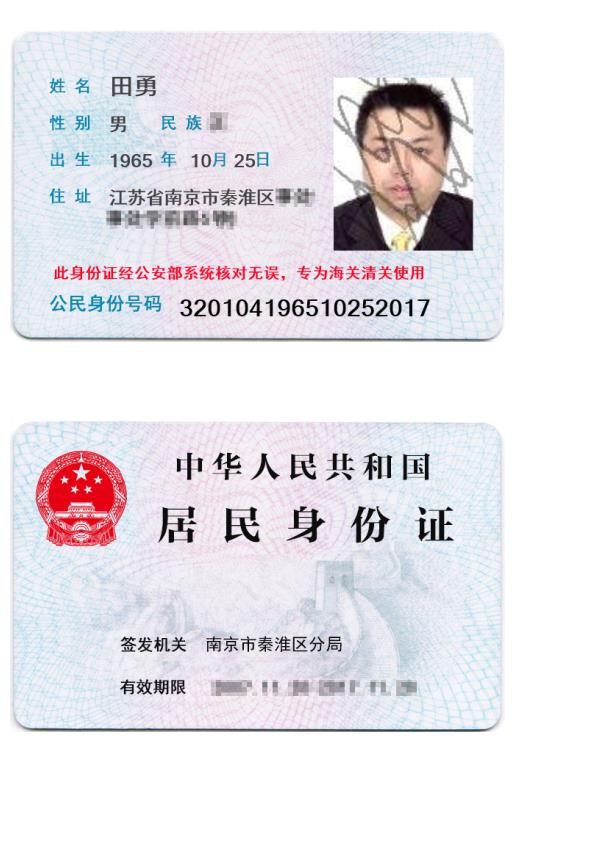 姓名 田勇
性别 男 民族
出生 1965 年 10月 25日
住址 江苏省南京市秦淮区
此身份证经公安部系统核对无误，专为海关清关使用
公民身份号码 320104196510252017
中华人民共和国
居民身份证
签发机关 南京市秦淮区分局
有效期限